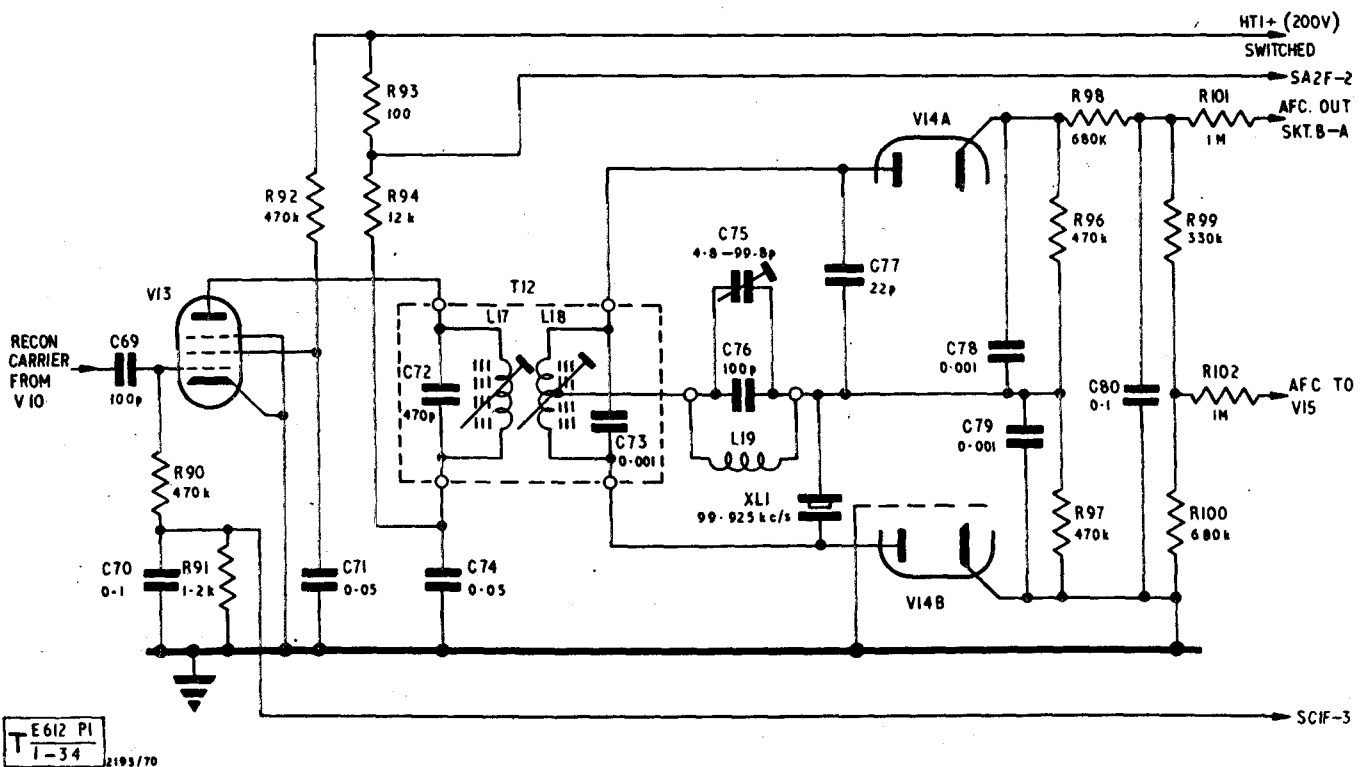 HT1+ (200V)
SWITCHED
SA2F-2
R93
100
R98
680K
R101
1M
AFC. OUT
SKT. B-A
V14A
R92
470k
R94
12k
C75
4·8-99·8p
R96
470k
R99
330k
C77
22p
V13
T12
L17
L18
RECON
CARRIER
FROM
V10
C69
100p
C72
470p
C76
100p
C78
0·001
C80
0·1
R102
1M
AFC TO
V15
C73
0·001
L19
C79
0·001
R90
470k
XL1
99·925 kc/s
R97
470k
R100
680k
C70
0·1
R91
1·2k
C71
0·05
C74
0·05
V14B
SC1F-3
T E612 P1
1-34
2195/70